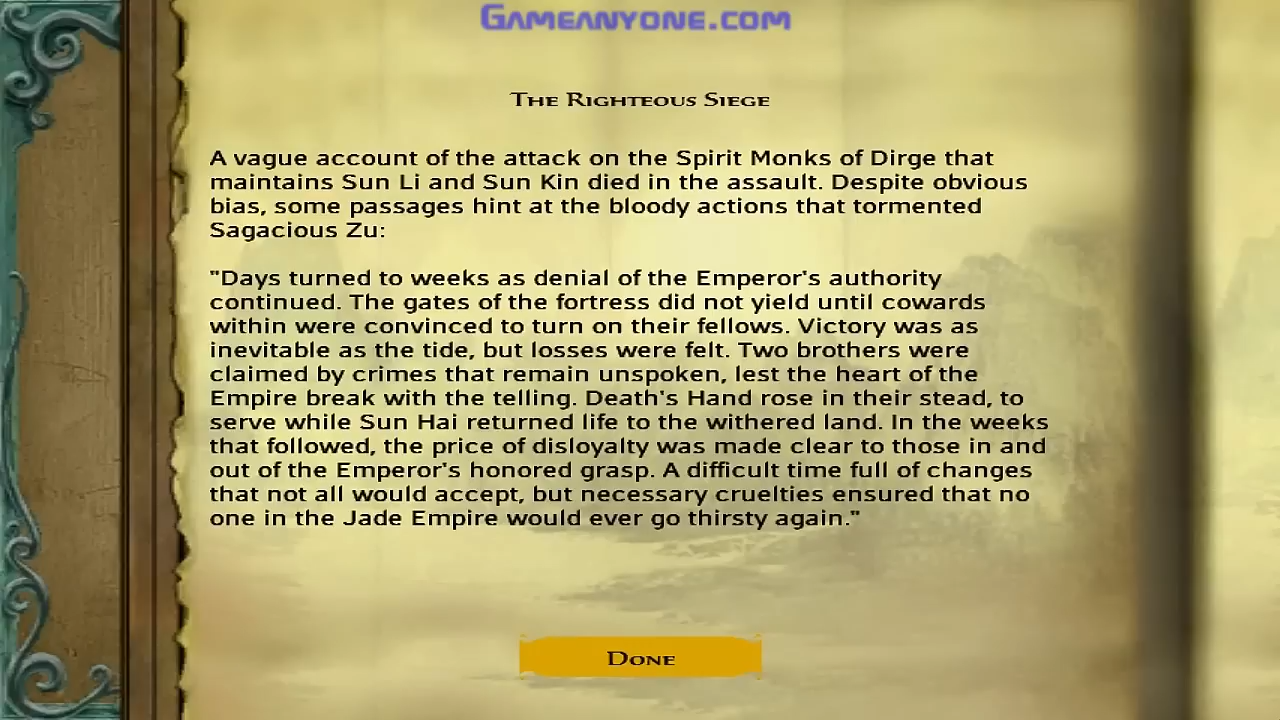 GAMEANYONE.COM
THE RIGHTEOUS SIEGE
A vague account of the attack on the Spirit Monks of Dirge that
maintains Sun Li and Sun Kin died in the assault. Despite obvious
bias, some passages hint at the bloody actions that tormented
Sagacious Zu:
"Days turned to weeks as denial of the Emperor's authority
continued. The gates of the fortress did not yield until cowards
within were convinced to turn on their fellows. Victory was as
inevitable as the tide, but losses were felt. Two brothers were
claimed by crimes that remain unspoken, lest the heart of the
Empire break with the telling. Death's Hand rose in their stead, to
serve while Sun Hai returned life to the withered land. In the weeks
that followed, the price of disloyalty was made clear to those in and
out of the Emperor's honored grasp. A difficult time full of changes
that not all would accept, but necessary cruelties ensured that no
one in the Jade Empire would ever go thirsty again."
DONE